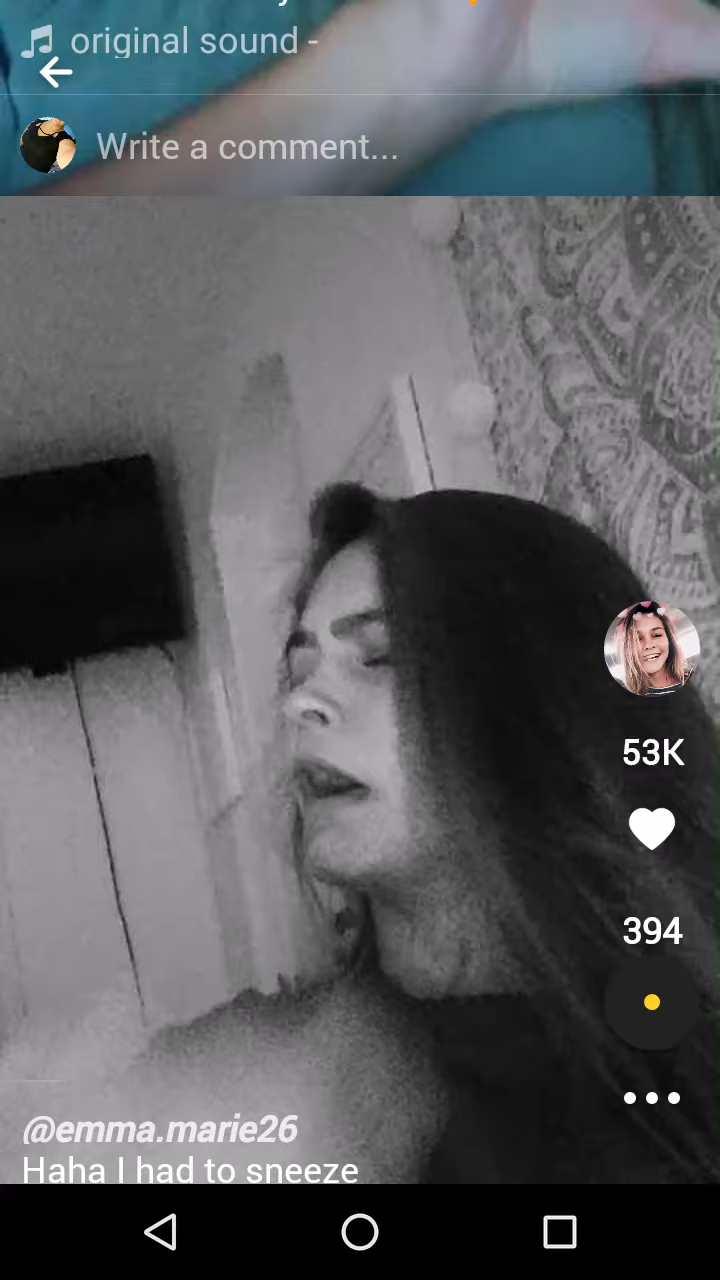 original sound -
Write a comment...
53K
394
@emma.marie26
Haha I had to sneeze